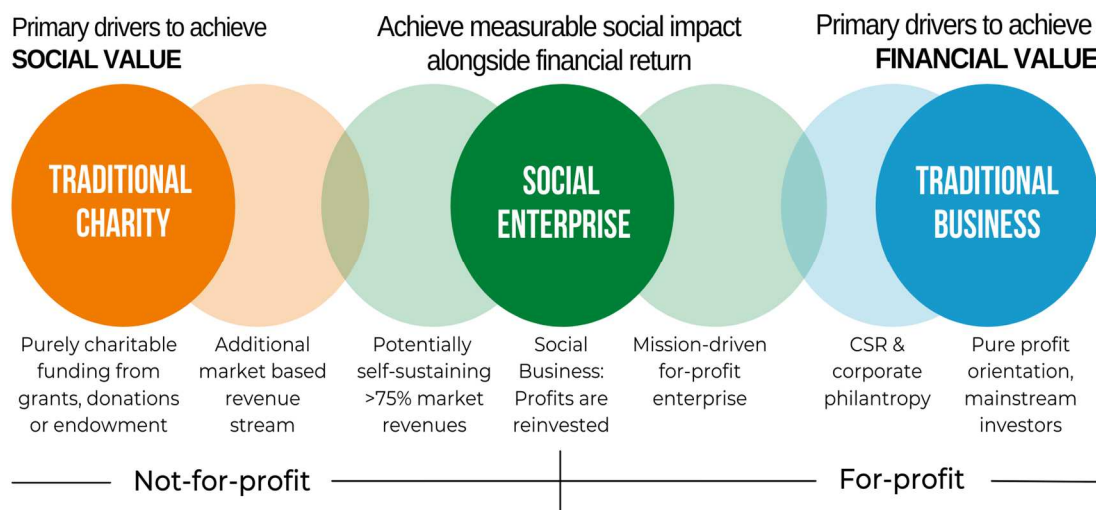 Primary drivers to achieve
SOCIAL VALUE
Achieve measurable social impact
alongside financial return
Primary drivers to achieve
FINANCIAL VALUE
TRADITIONAL
CHARITY
SOCIAL
ENTERPRISE
TRADITIONAL
BUSINESS
Purely charitable
funding from
grants, donations
or endowment
Additional
market based
revenue
stream
Potentially
self-sustaining
>75% market
revenues
Social
Business:
Profits are
reinvested
Mission-driven
for-profit
enterprise
CSR &
corporate
philantropy
Pure profit
orientation,
mainstream
investors
Not-for-profit
For-profit